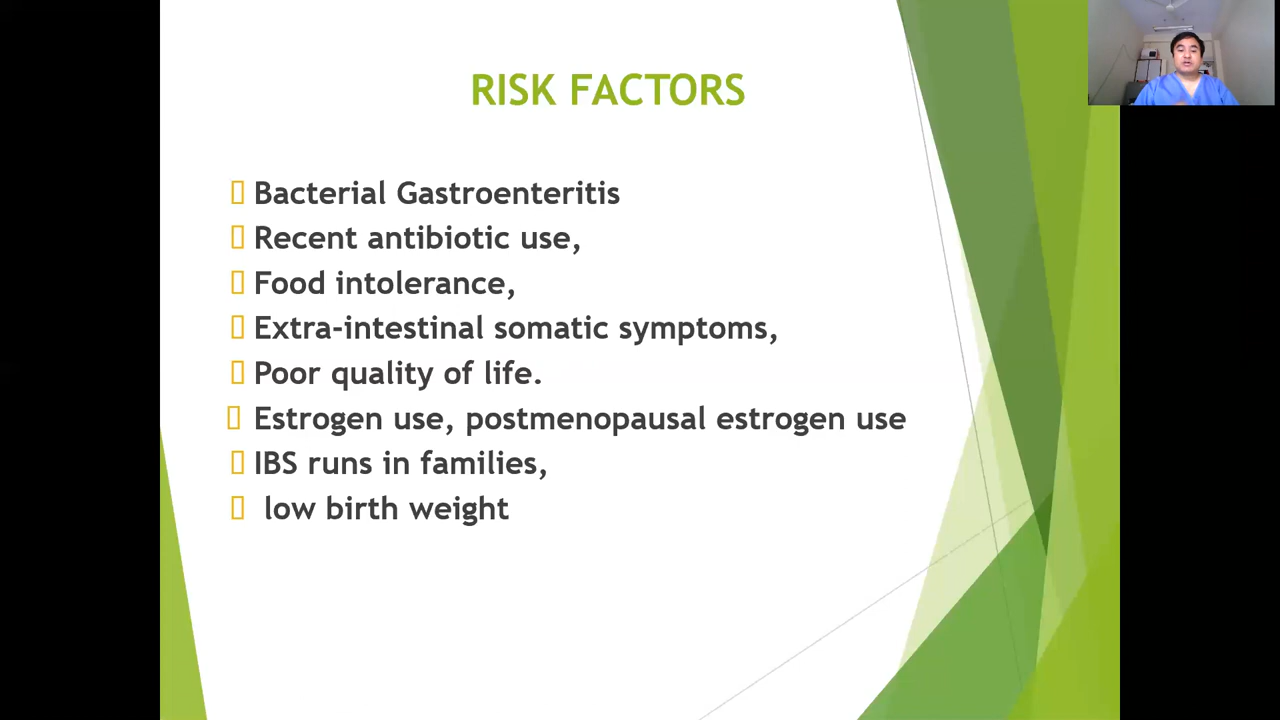 RISK FACTORS
Bacterial Gastroenteritis
Recent antibiotic use,
Food intolerance,
Extra-intestinal somatic symptoms,
Poor quality of life.
Estrogen use, postmenopausal estrogen use
IBS runs in families,
low birth weight